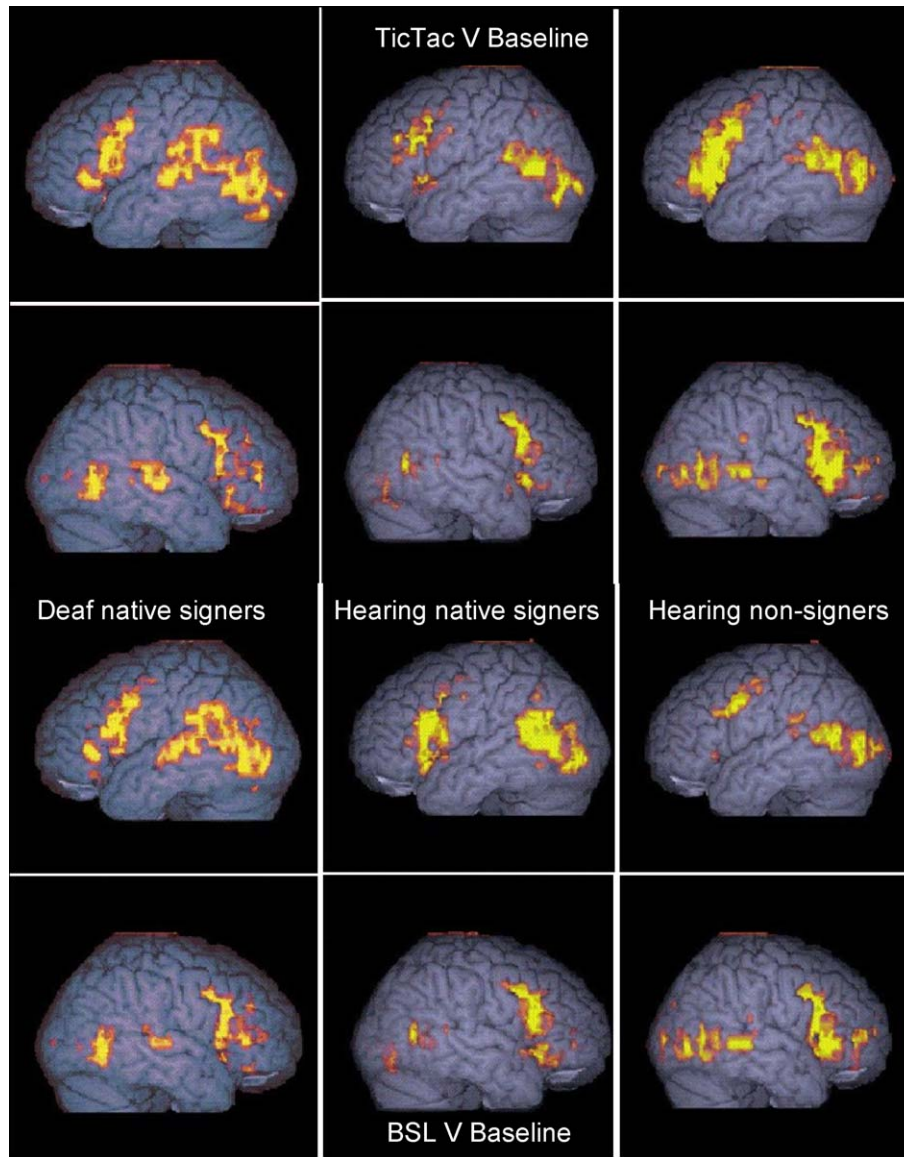 TicTac V Baseline
Deaf native signers
Hearing native signers
Hearing non-signers
BSL V Baseline